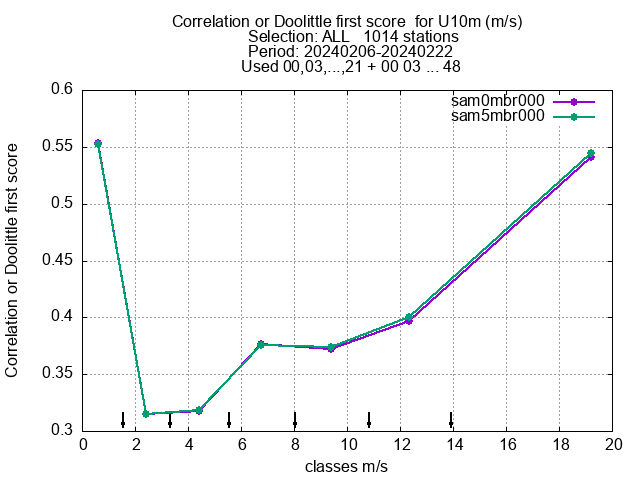 Correlation or Doolittle first score  for U10m (m/s)
Selection: ALL   1014 stations
Period: 20240206-20240222
Used 00,03,...,21 + 00 03 ... 48
sam0mbr000
sam5mbr000
Correlation or Doolittle first score
0.6
0.55
0.5
0.45
0.4
0.35
0.3
0 2 4 6 8 10 12 14 16 18 20
classes m/s